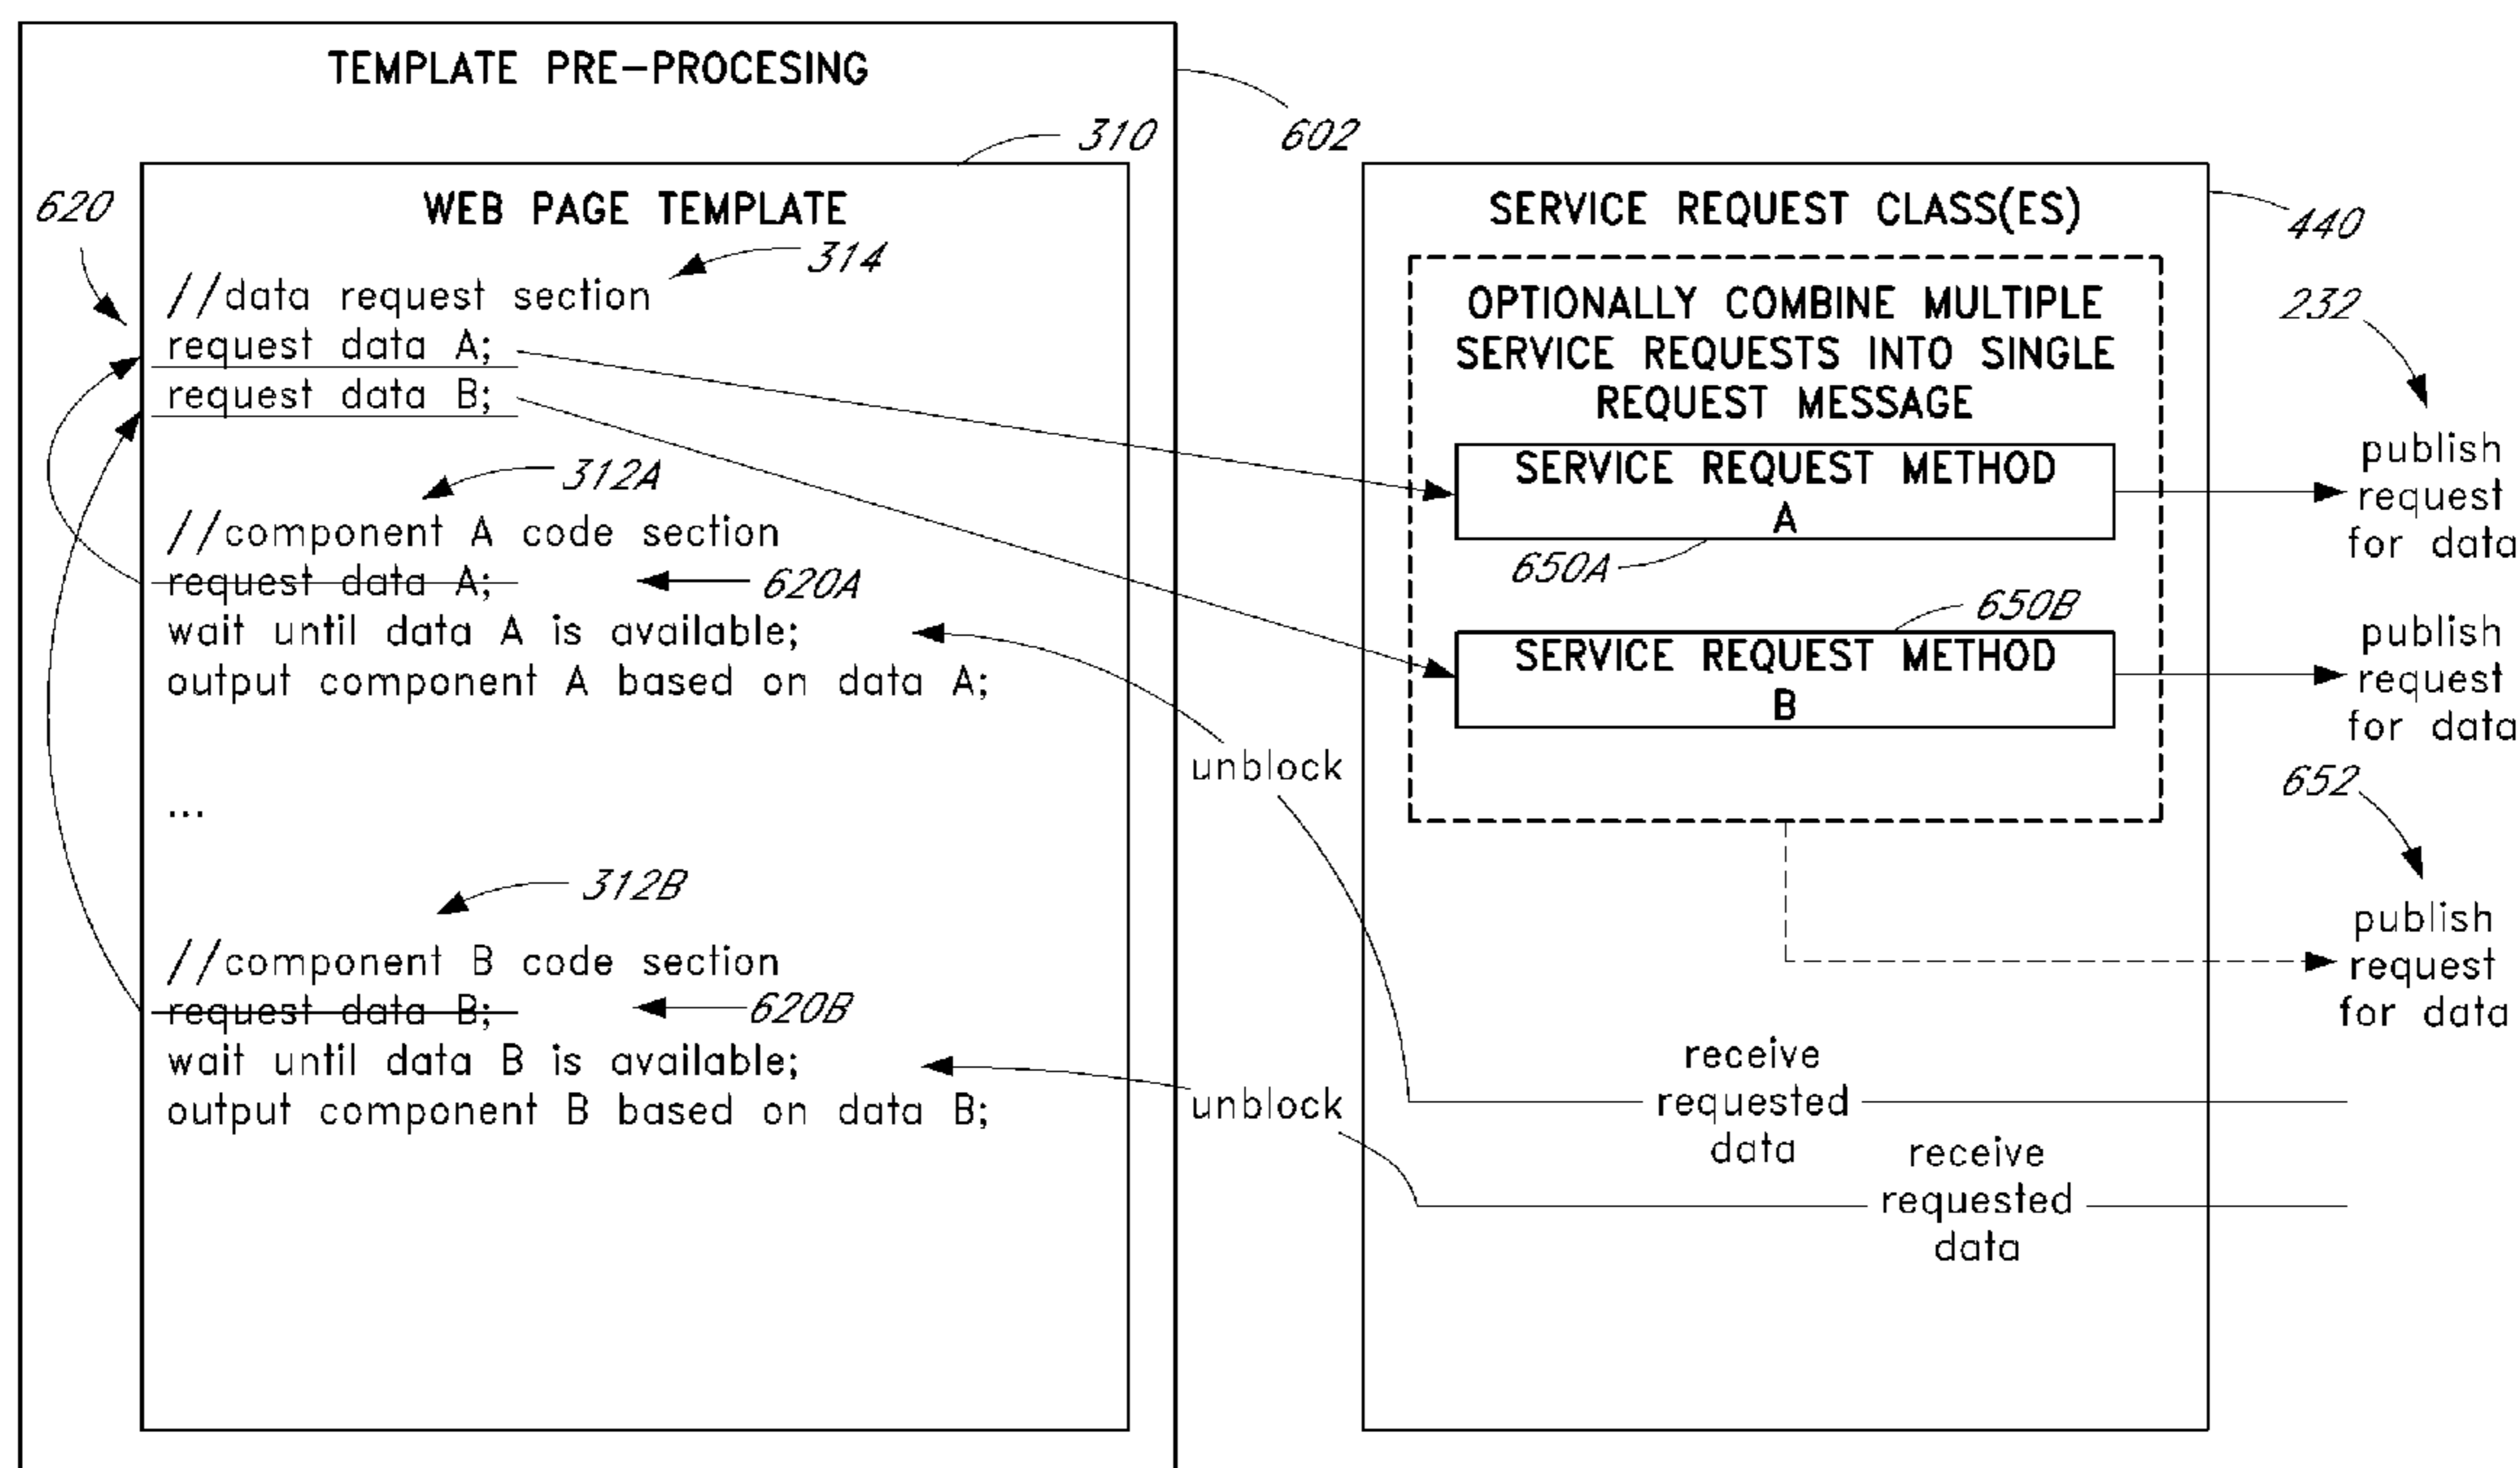 TEMPLATE PRE-PROCESING
602
310
WEB PAGE TEMPLATE
620
314
//data request section
request data A;
request data B;
312A
//component A code section
request data A;
620A
wait until data A is available;
output component A based on data A;
...
312B
//component B code section
request data B;
620B
wait until data B is available;
output component B based on data B;
unblock
unblock
SERVICE REQUEST CLASS(ES)
440
OPTIONALLY COMBINE MULTIPLE
SERVICE REQUESTS INTO SINGLE
REQUEST MESSAGE
SERVICE REQUEST METHOD
A
650A
650B
SERVICE REQUEST METHOD
B
232
publish
request
for data
publish
request
for data
652
publish
request
for data
receive
requested
data
receive
requested
data